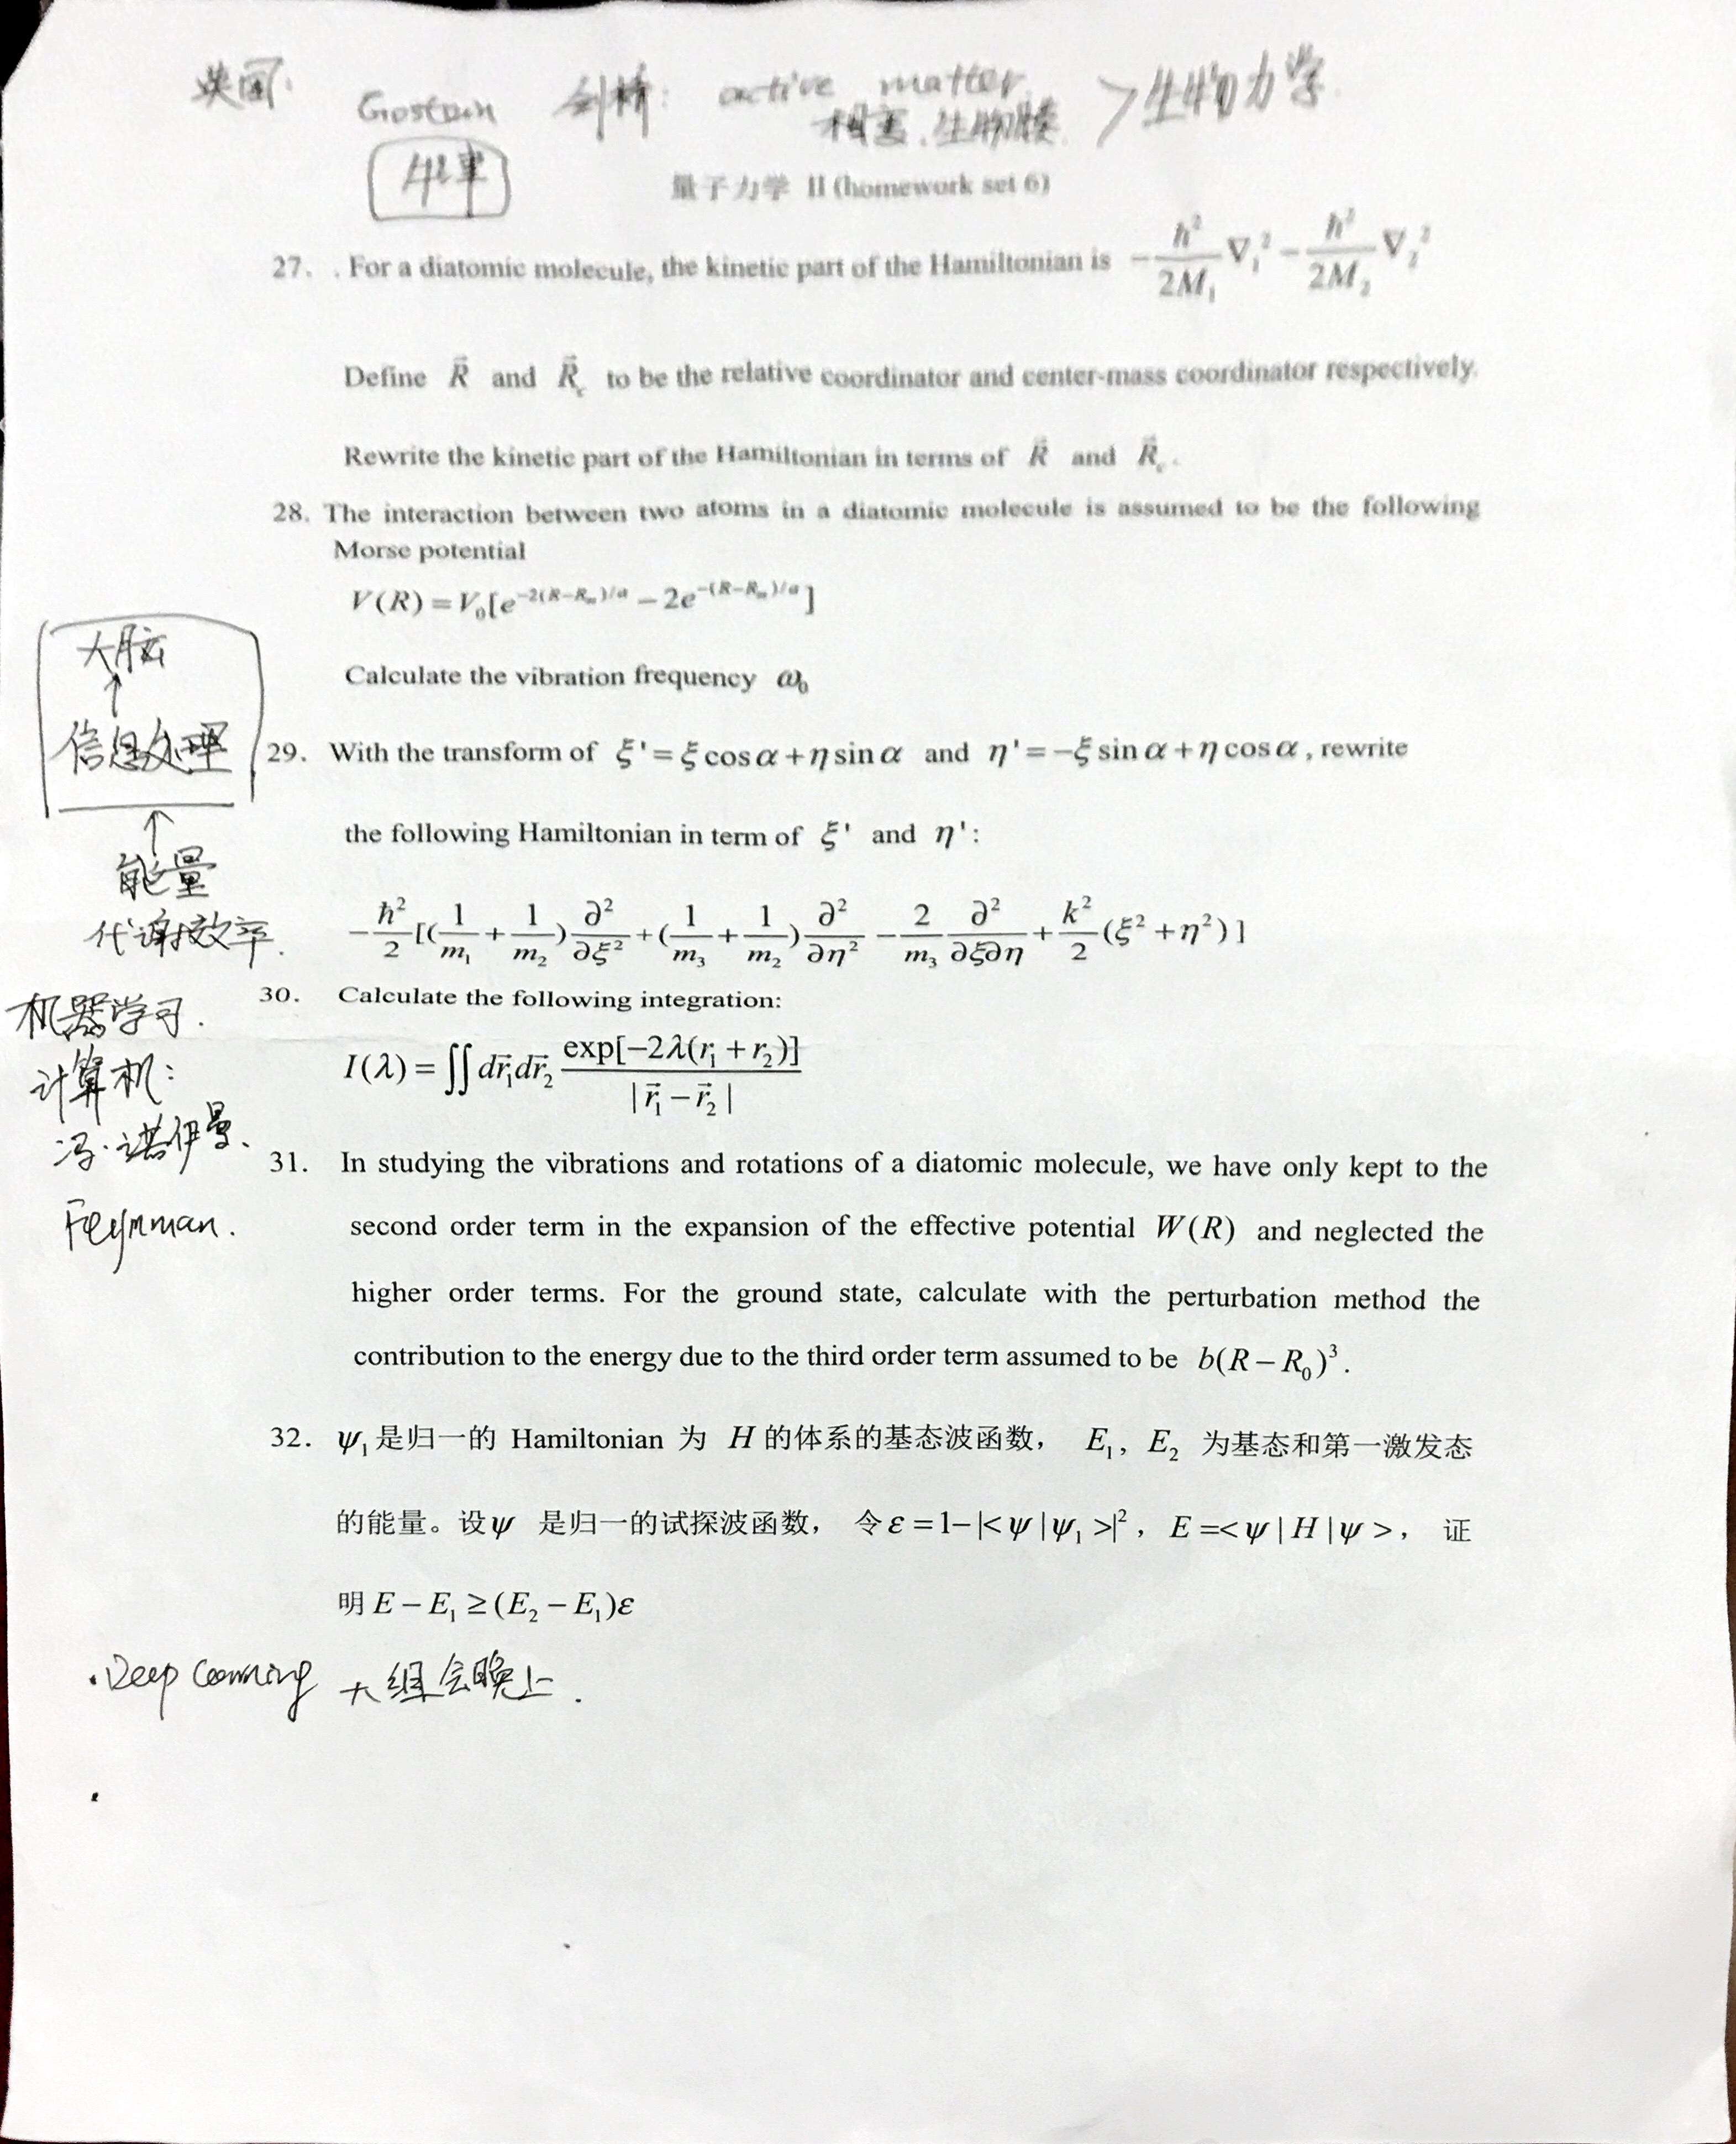 英国:
剑桥: active matter >生物力学
相变、生物膜
量子力学 II (homework set 6)
27. . For a diatomic molecule, the kinetic part of the Hamiltonian is $-\frac{\hbar^2}{2M_1}\nabla_1^2-\frac{\hbar^2}{2M_2}\nabla_2^2$
Define $\vec{R}$ and $\vec{R}_c$ to be the relative coordinator and center-mass coordinator respectively.
Rewrite the kinetic part of the Hamiltonian in terms of $\vec{R}$ and $\vec{R}_c$.
28. The interaction between two atoms in a diatomic molecule is assumed to be the following
Morse potential
$V(R)=V_0[e^{-2(R-R_m)/a}-2e^{-(R-R_m)/a}]$
Calculate the vibration frequency $\omega_0$
29. With the transform of $\xi'=\xi\cos\alpha+\eta\sin\alpha$ and $\eta'=-\xi\sin\alpha+\eta\cos\alpha$, rewrite
the following Hamiltonian in term of $\xi'$ and $\eta'$:
$-\frac{\hbar^2}{2}[(\frac{1}{m_1}+\frac{1}{m_2})\frac{\partial^2}{\partial\xi^2}+(\frac{1}{m_3}+\frac{1}{m_2})\frac{\partial^2}{\partial\eta^2}-\frac{2}{m_3}\frac{\partial^2}{\partial\xi\partial\eta}+\frac{k^2}{2}(\xi^2+\eta^2)]$
30. Calculate the following integration:
$I(\lambda)=\iint d\vec{r}_1d\vec{r}_2\frac{\exp[-2\lambda(r_1+r_2)]}{|\vec{r}_1-\vec{r}_2|}$
31. In studying the vibrations and rotations of a diatomic molecule, we have only kept to the
second order term in the expansion of the effective potential $W(R)$ and neglected the
higher order terms. For the ground state, calculate with the perturbation method the
contribution to the energy due to the third order term assumed to be $b(R-R_0)^3$.
32. $\psi_1$是归一的 Hamiltonian 为 $H$ 的体系的基态波函数， $E_1$, $E_2$ 为基态和第一激发态
的能量。设$\psi$ 是归一的试探波函数， 令$\varepsilon=1-|<\psi|\psi_1>|^2$, $E=<\psi|H|\psi>$, 证
明 $E-E_1\geq(E_2-E_1)\varepsilon$
大脑
↑
信息处理
↑
能量
代谢效率.
机器学习.
计算机:
冯·诺伊曼、
Feynman.
.Deep 大组会晚上.